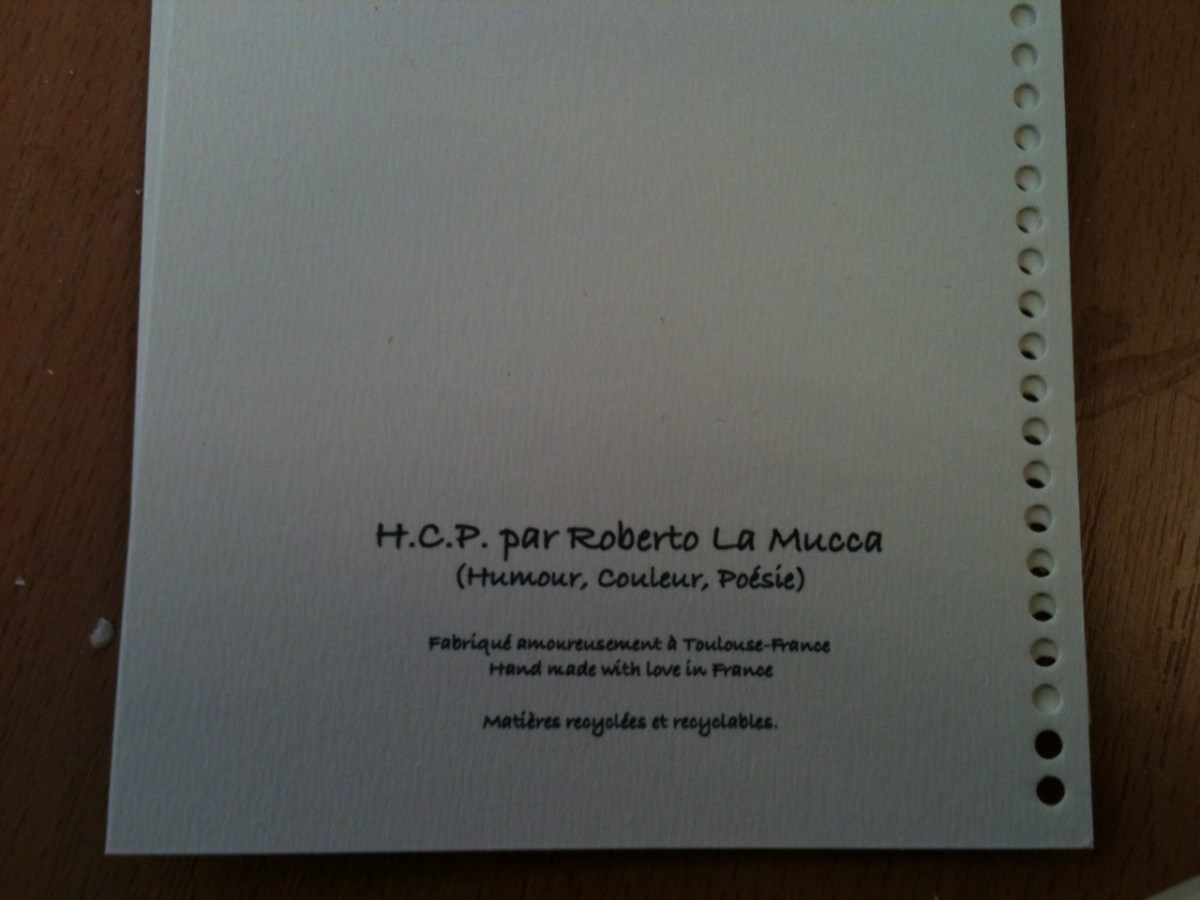 H.C.P. par Roberto La Mucca
(Humour, Couleur, Poésie)
Fabriqué amoureusement à Toulouse-France
Hand made with love in France
Matières recyclées et recyclables.